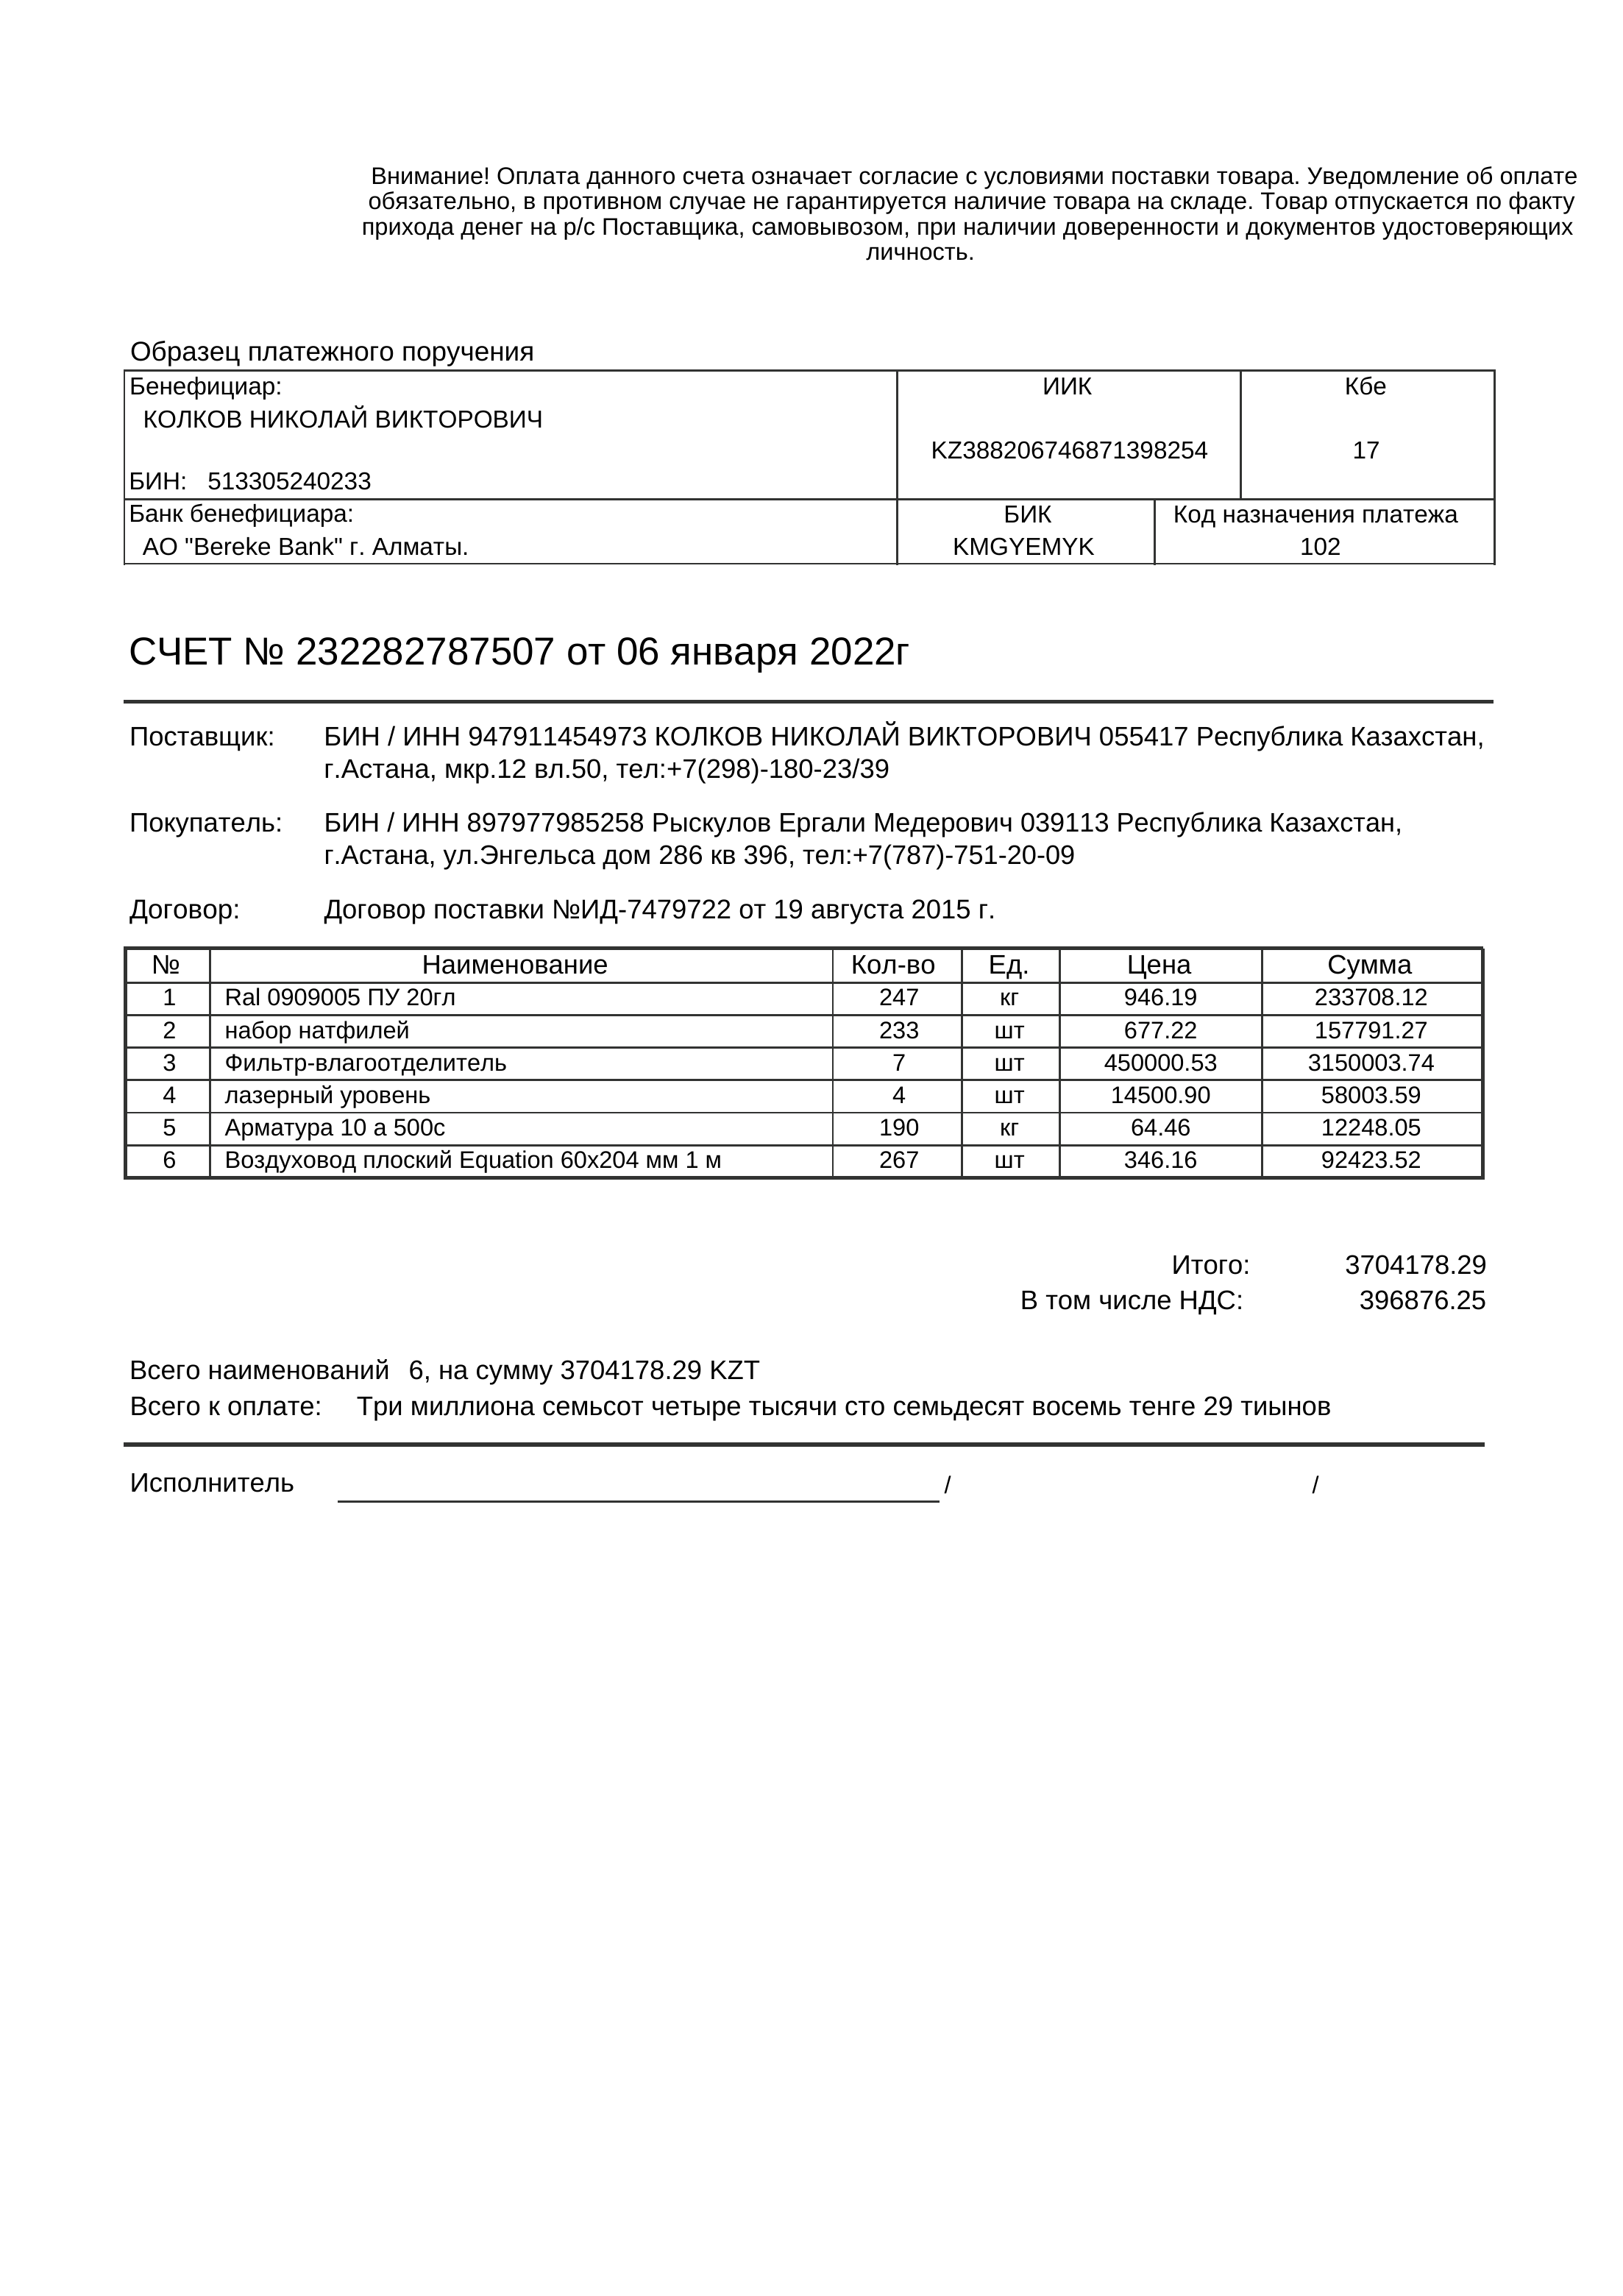 Внимание! Оплата данного счета означает согласие с условиями поставки товара. Уведомление об оплате
обязательно, в противном случае не гарантируется наличие товара на складе. Товар отпускается по факту
прихода денег на р/с Поставщика, самовывозом, при наличии доверенности и документов удостоверяющих
личность.
Образец платежного поручения
Бенефициар: ИИК Кбе
КОЛКОВ НИКОЛАЙ ВИКТОРОВИЧ
KZ388206746871398254 17
БИН: 513305240233
Банк бенефициара: БИК Код назначения платежа
АО "Bereke Bank" г. Алматы. KMGYEMYK 102
СЧЕТ № 232282787507 от 06 января 2022г
Поставщик: БИН / ИНН 947911454973 КОЛКОВ НИКОЛАЙ ВИКТОРОВИЧ 055417 Республика Казахстан,
г.Астана, мкр.12 вл.50, тел:+7(298)-180-23/39
Покупатель: БИН / ИНН 897977985258 Рыскулов Ергали Медерович 039113 Республика Казахстан,
г.Астана, ул.Энгельса дом 286 кв 396, тел:+7(787)-751-20-09
Договор: Договор поставки №ИД-7479722 от 19 августа 2015 г.
№ Наименование Кол-во Ед. Цена Сумма
1 Ral 0909005 ПУ 20гл 247 кг 946.19 233708.12
2 набор натфилей 233 шт 677.22 157791.27
3 Фильтр-влагоотделитель 7 шт 450000.53 3150003.74
4 лазерный уровень 4 шт 14500.90 58003.59
5 Арматура 10 а 500с 190 кг 64.46 12248.05
6 Воздуховод плоский Equation 60х204 мм 1 м 267 шт 346.16 92423.52
Итого: 3704178.29
В том числе НДС: 396876.25
Всего наименований 6, на сумму 3704178.29 KZT
Всего к оплате: Три миллиона семьсот четыре тысячи сто семьдесят восемь тенге 29 тиынов
Исполнитель / /